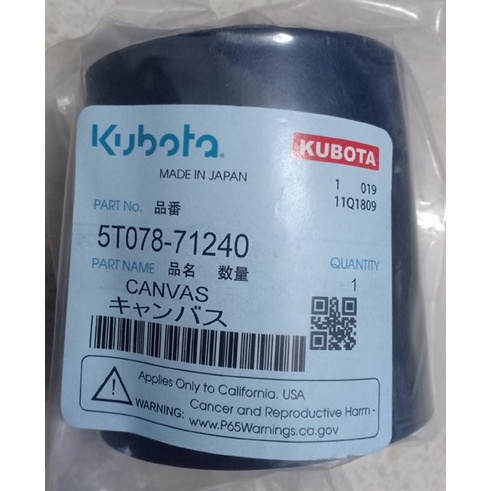 Kubota.
KUBOTA
MADE IN JAPAN
1 019
11Q1809
PART No. 品番
5T078-71240
PART NAME 品名 数量 QUANTITY
CANVAS 1
キャンバス
Applies Only to California. USA
WARNING: Cancer and Reproductive Harm -
www.P65Warnings.ca.gov